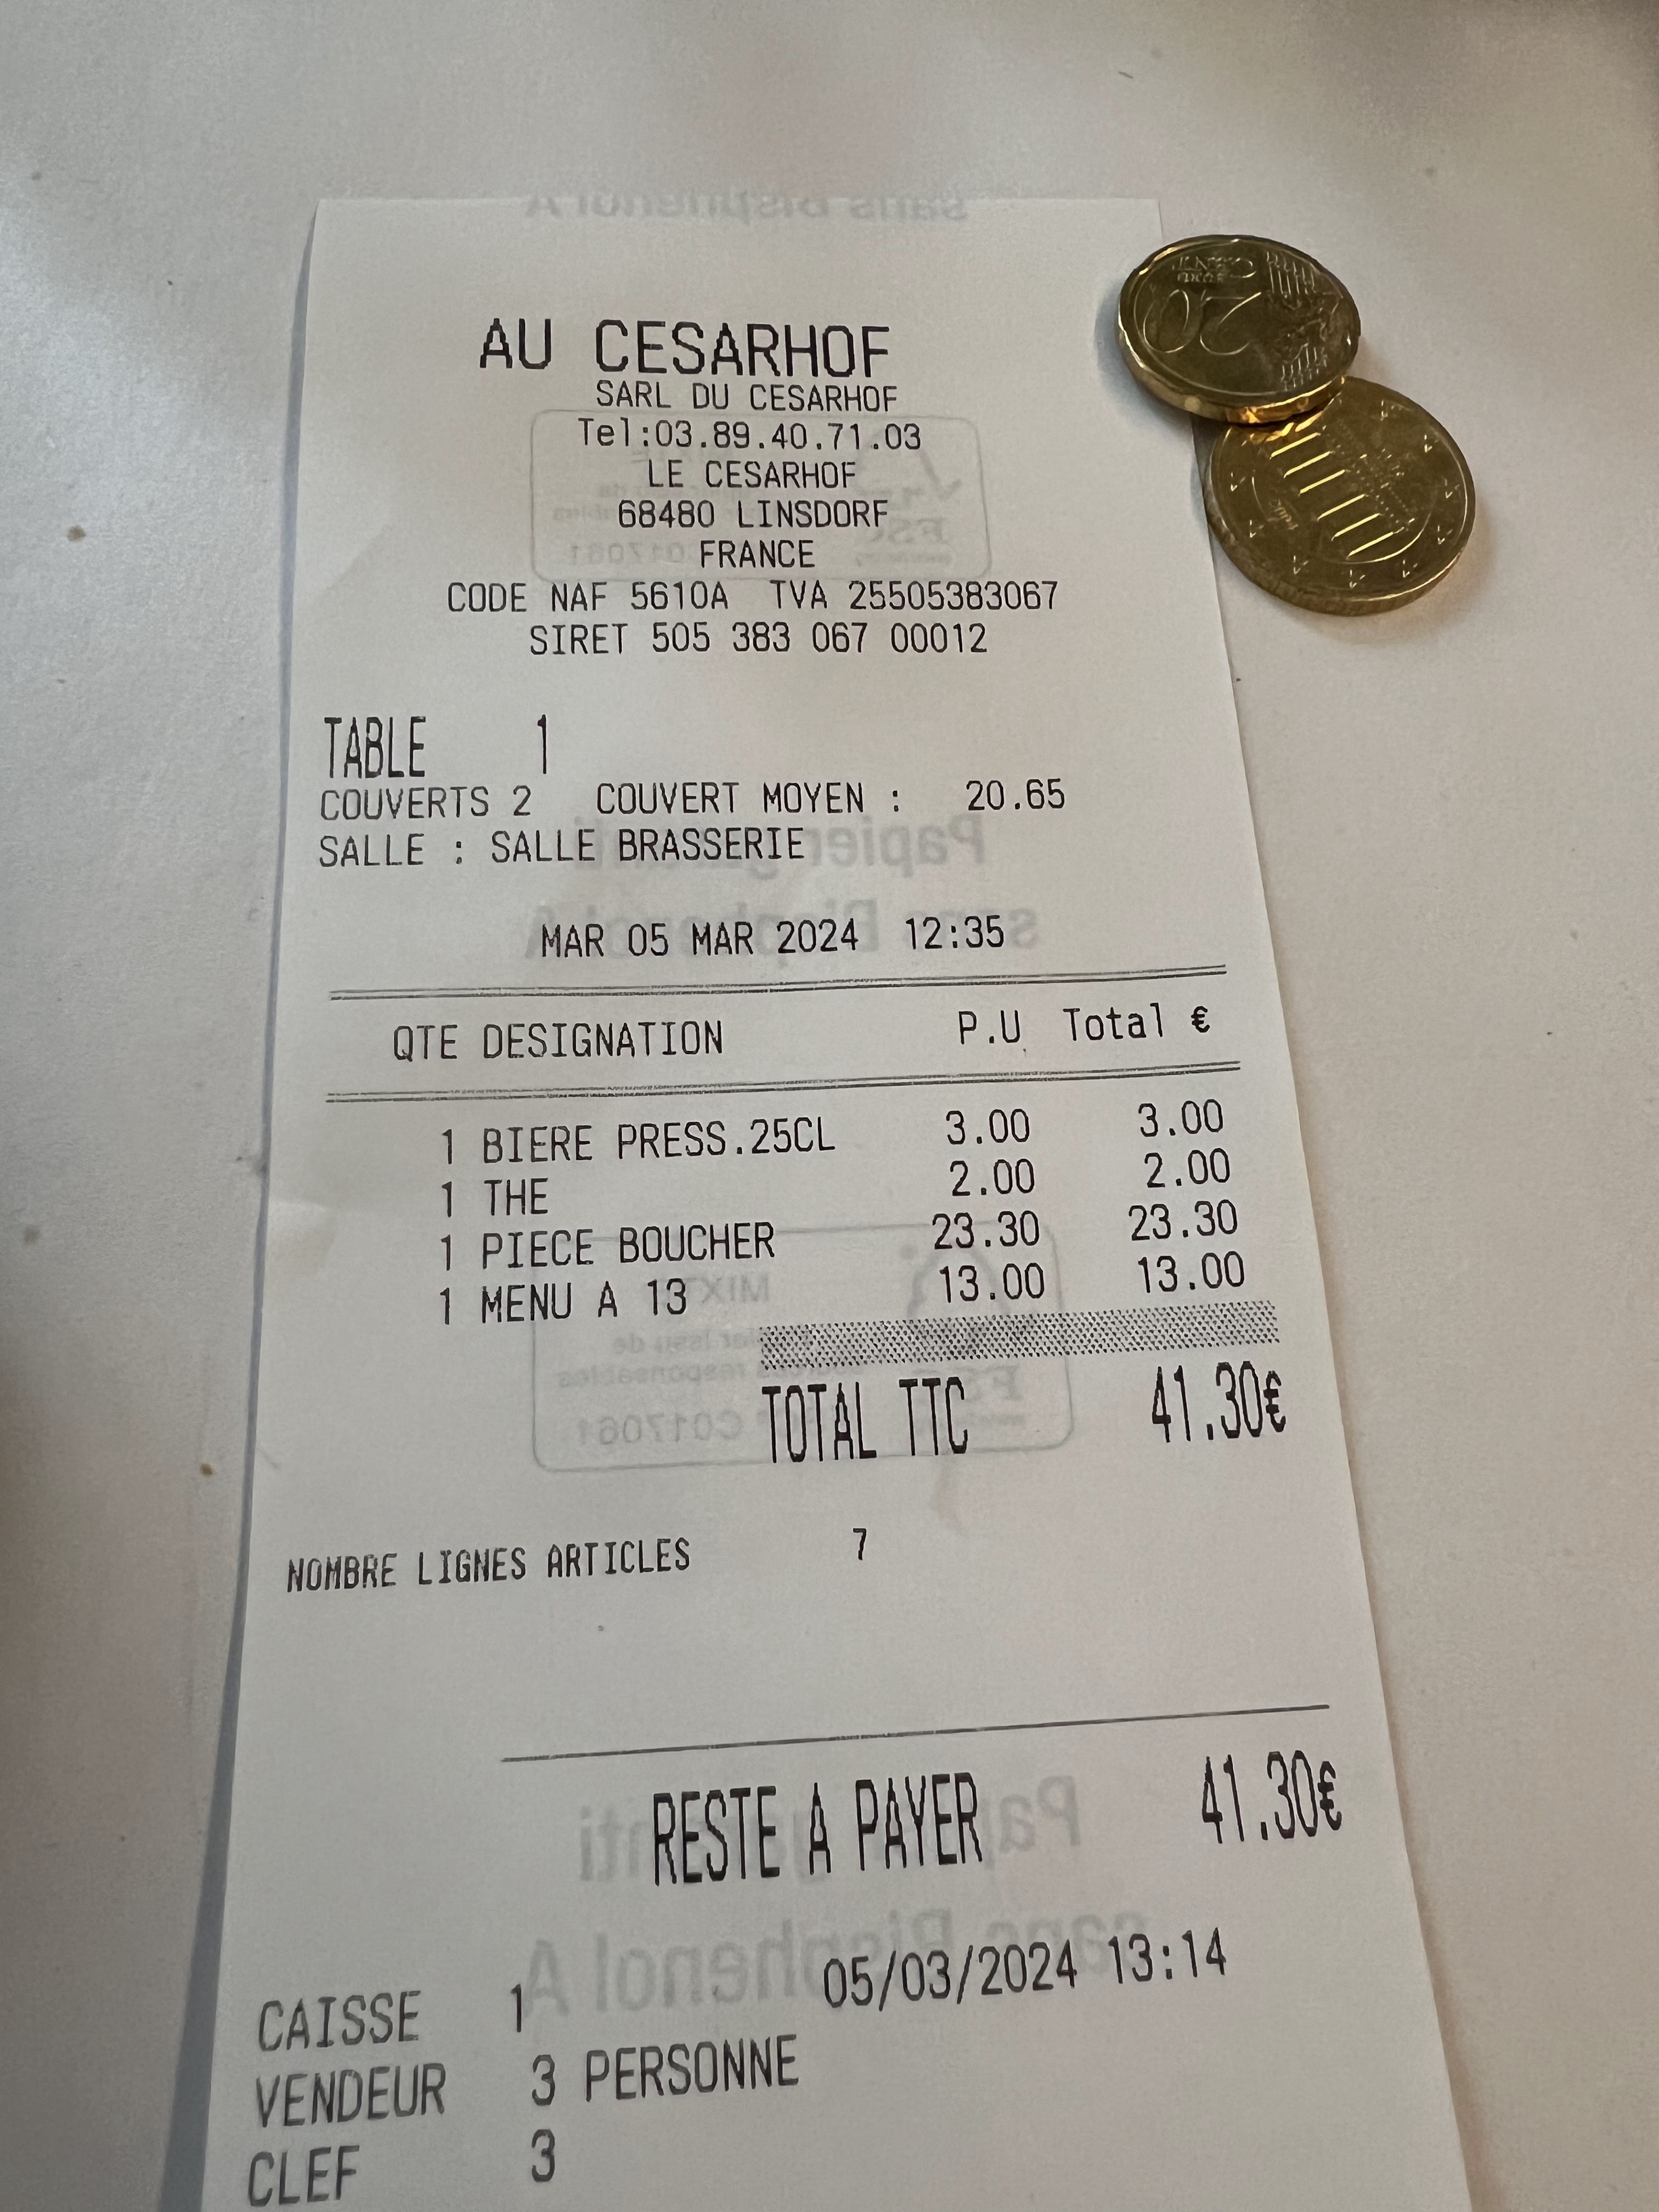 AU CESARHOF
SARL DU CESARHOF
Tel:03.89.40.71.03
LE CESARHOF
68480 LINSDORF
FRANCE
CODE NAF 5610A TVA 25505383067
SIRET 505 383 067 00012
TABLE 1
COUVERTS 2 COUVERT MOYEN : 20.65
SALLE : SALLE BRASSERIE
MAR 05 MAR 2024 12:35
QTE DESIGNATION P.U Total €
1 BIERE PRESS.25CL 3.00 3.00
1 THE 2.00 2.00
1 PIECE BOUCHER 23.30 23.30
1 MENU A 13 13.00 13.00
TOTAL TTC 41.30€
NOMBRE LIGNES ARTICLES 7
RESTE A PAYER 41.30€
CAISSE 1 05/03/2024 13:14
VENDEUR 3 PERSONNE
CLEF 3
20
EURO
CENT